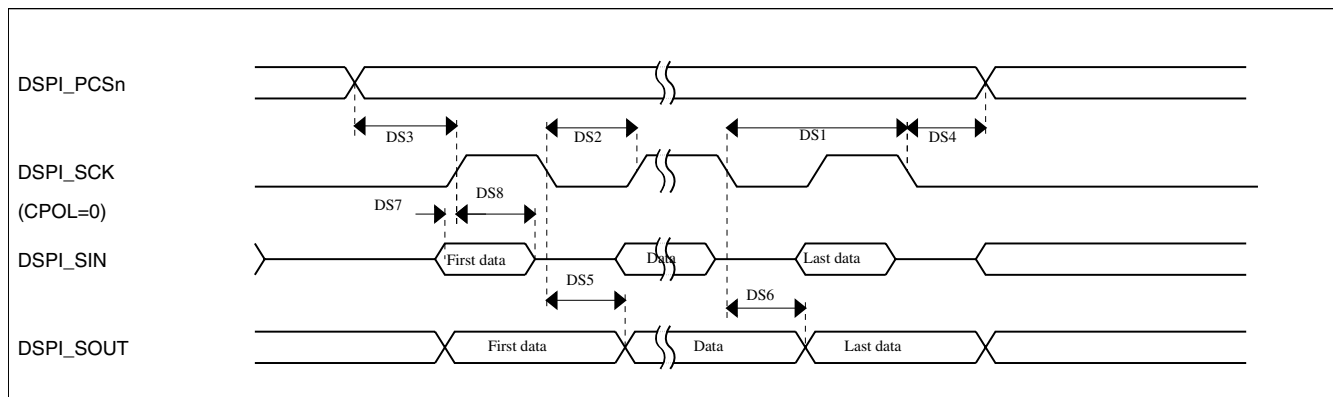 DSPI_PCSn
DS3
DS2
DS1
DS4
DSPI_SCK
(CPOL=0)
DS7
DS8
DSPI_SIN
First data
Data
Last data
DS5
DS6
DSPI_SOUT
First data
Data
Last data